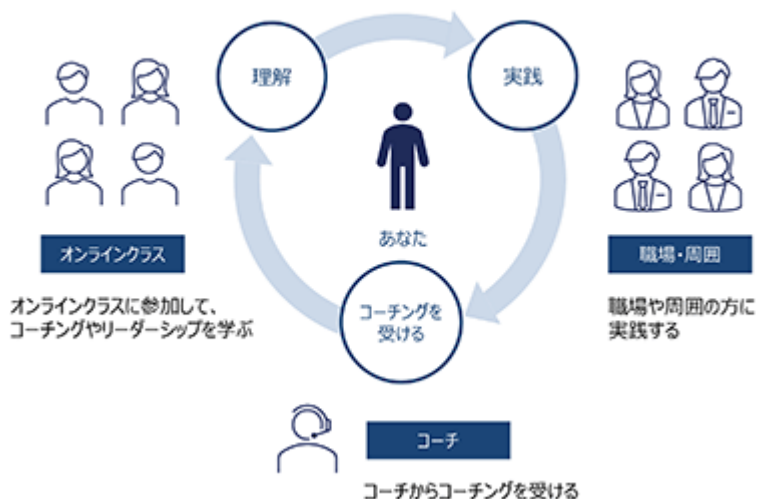 理解
実践
あなた
オンラインクラス
職場・周囲
コーチングを
受ける
オンラインクラスに参加して、
コーチングやリーダーシップを学ぶ
職場や周囲の方に
実践する
コーチ
コーチからコーチングを受ける